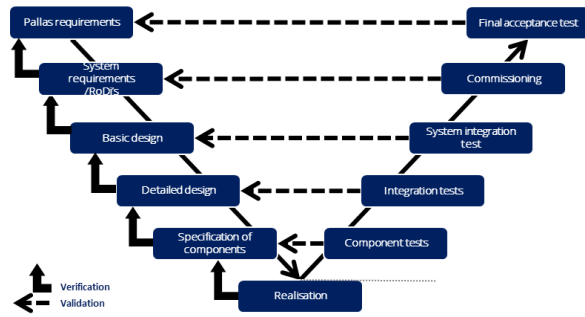 Pallas requirements
Final acceptance test
System
requirements
/RoDi's
Commissioning
Basic design
System integration
test
Detailed design
Integration tests
Specification of
components
Component tests
Realisation
Verification
Validation